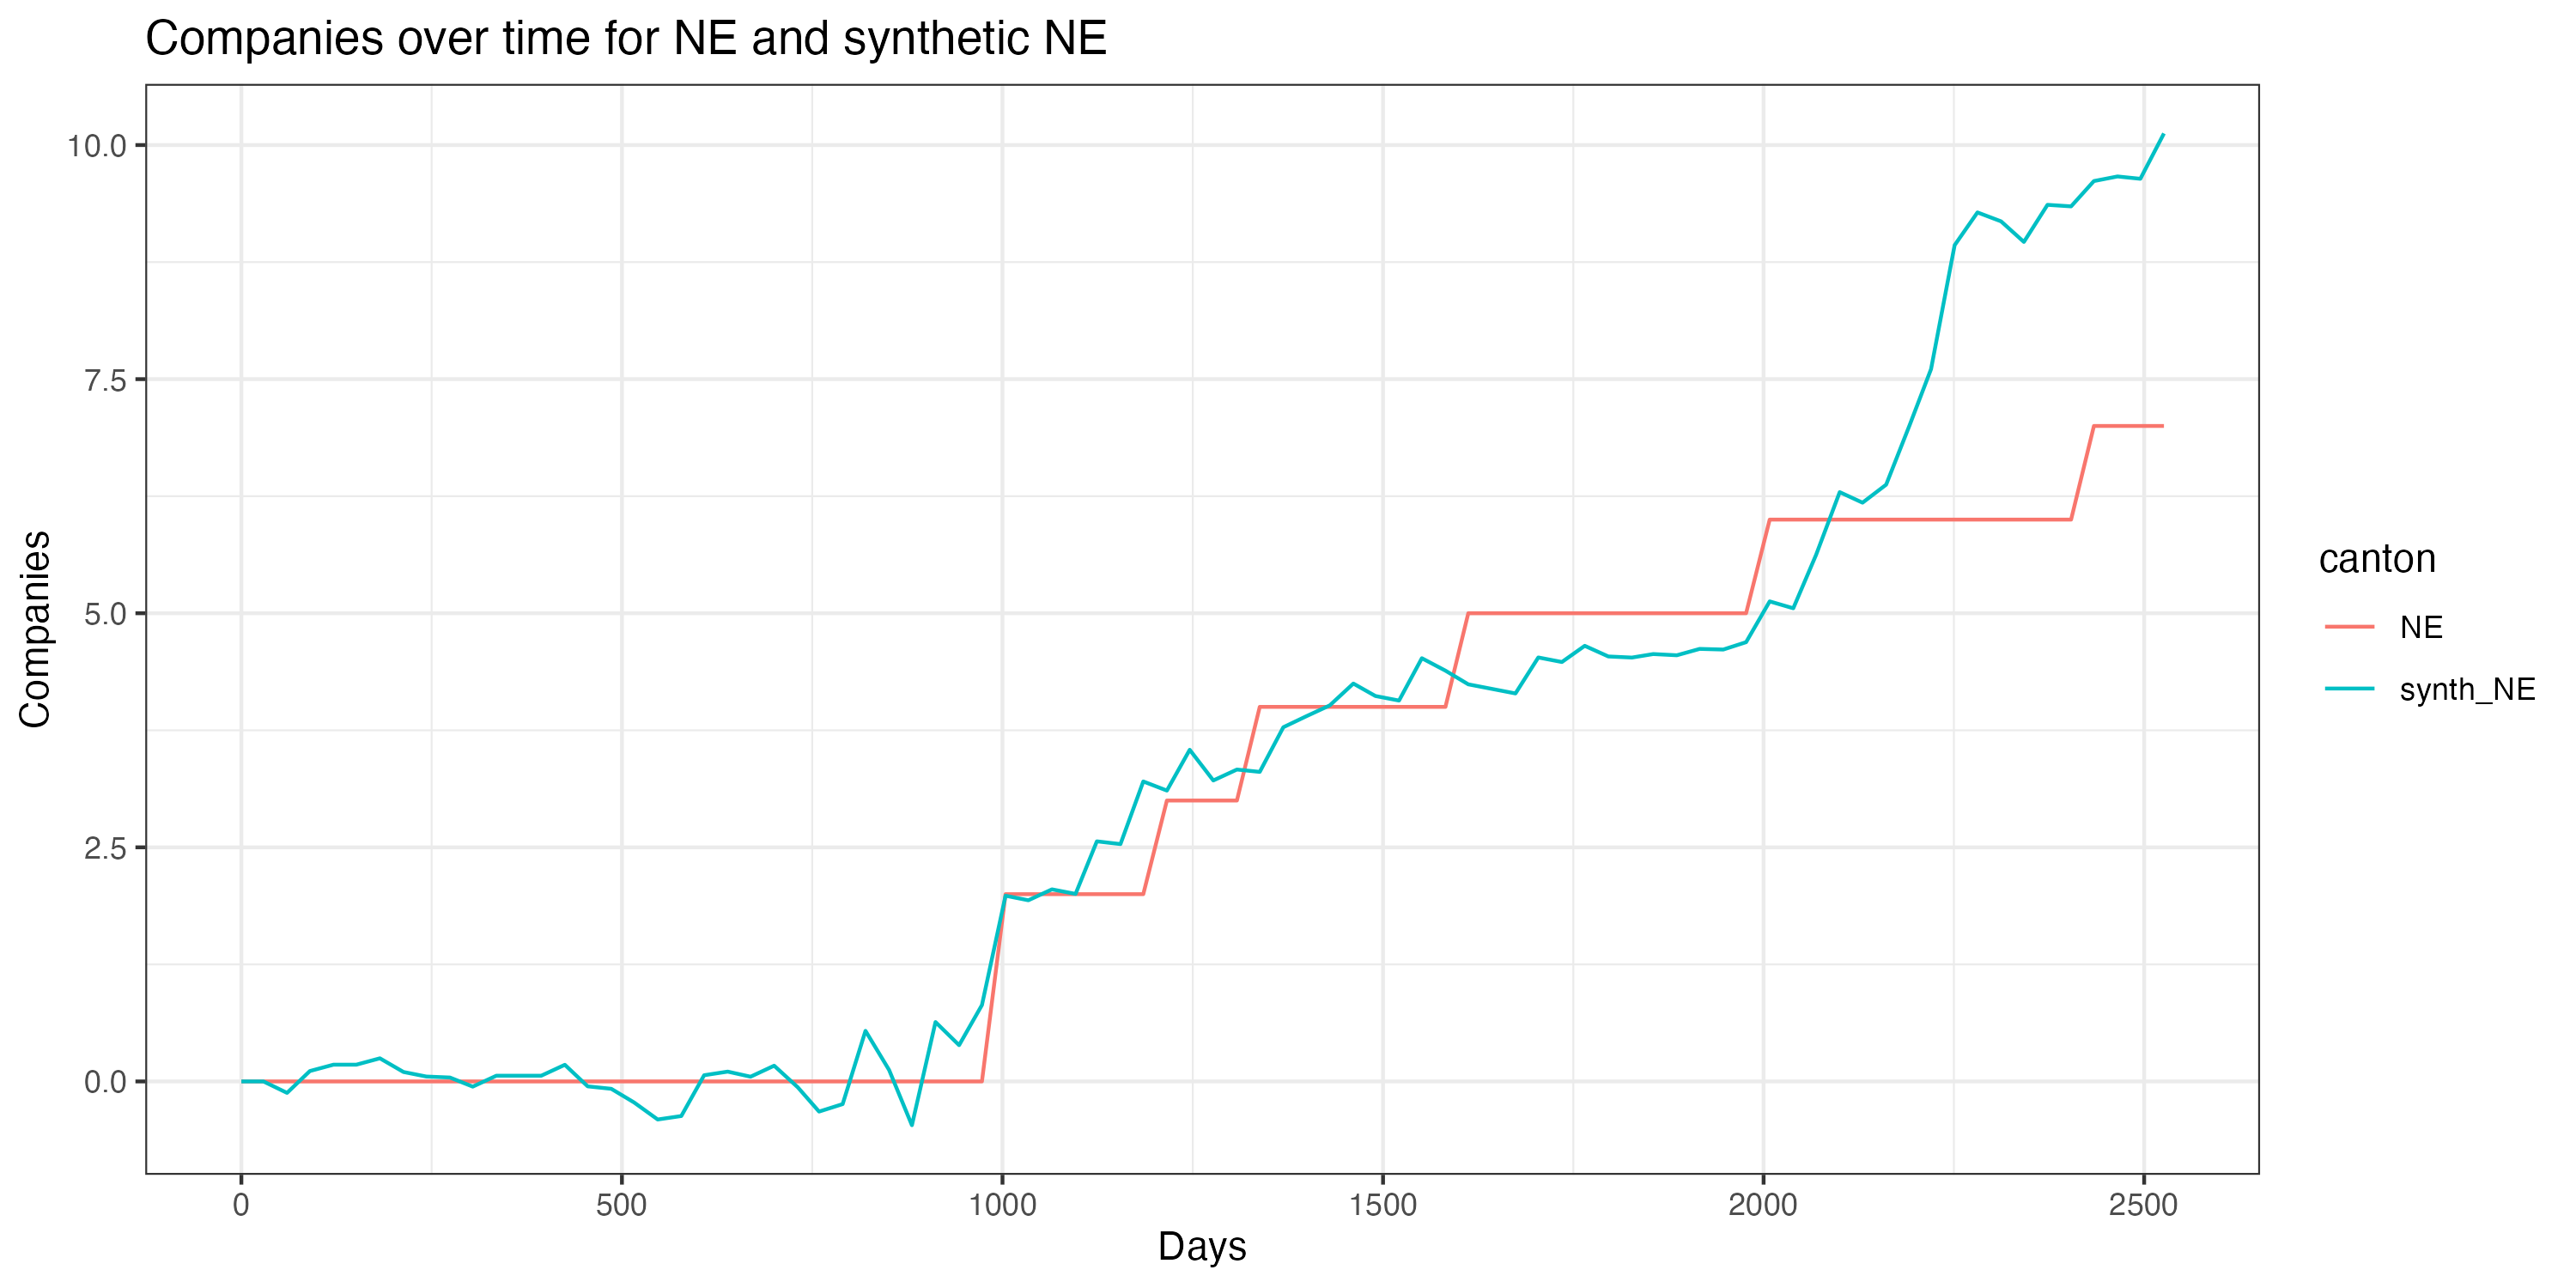 Companies over time for NE and synthetic NE
Companies
10.0
7.5
5.0
2.5
0.0
0 500 1000 1500 2000 2500
Days
canton
NE
synth_NE